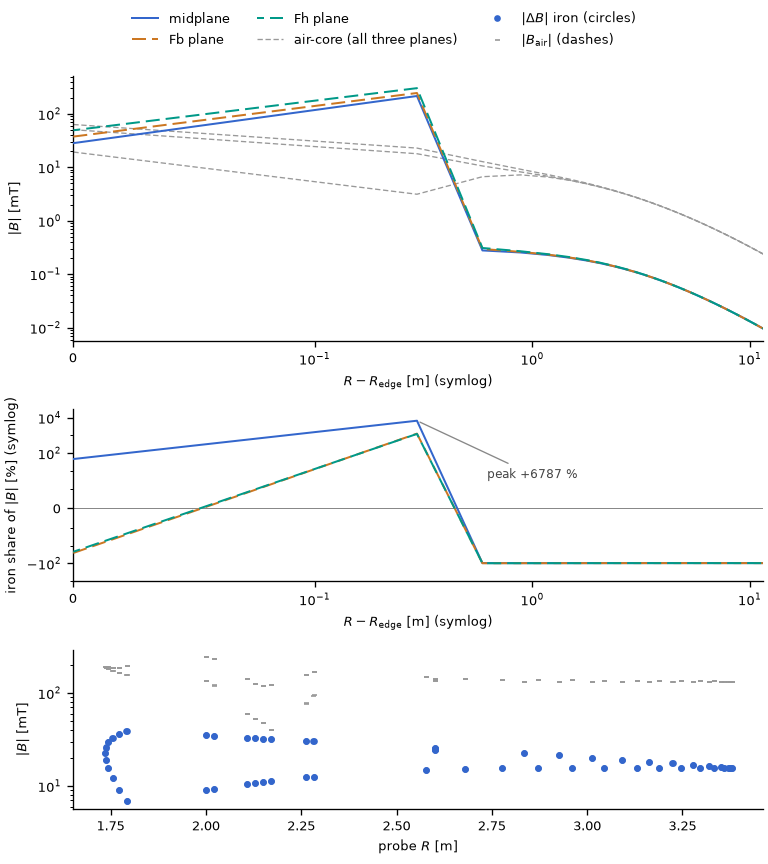 midplane
Fb plane
Fh plane
air-core (all three planes)
|ΔB| iron (circles)
|B_air| (dashes)
|B| [mT]
10²
10¹
10⁰
10⁻¹
10⁻²
0
10⁻¹
10⁰
10¹
R − R_edge [m] (symlog)
iron share of |B| [%] (symlog)
10⁴
10²
0
−10²
peak +6787 %
0
10⁻¹
10⁰
10¹
R − R_edge [m] (symlog)
|B| [mT]
10²
10¹
1.75
2.00
2.25
2.50
2.75
3.00
3.25
probe R [m]